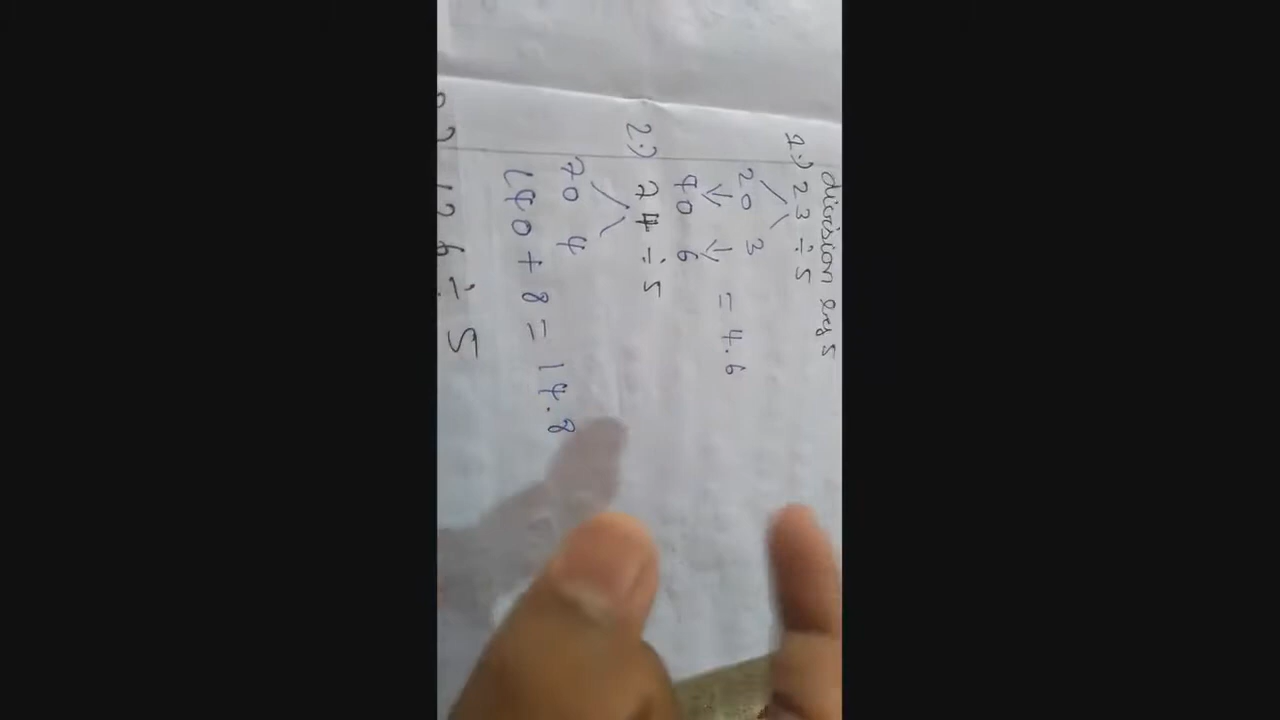 division by 5
1.) 23 ÷ 5
20 3
↓ ↓ = 4.6
40 6
2.) 74 ÷ 5
70 4
140 + 8 = 14.8
126 ÷ 5